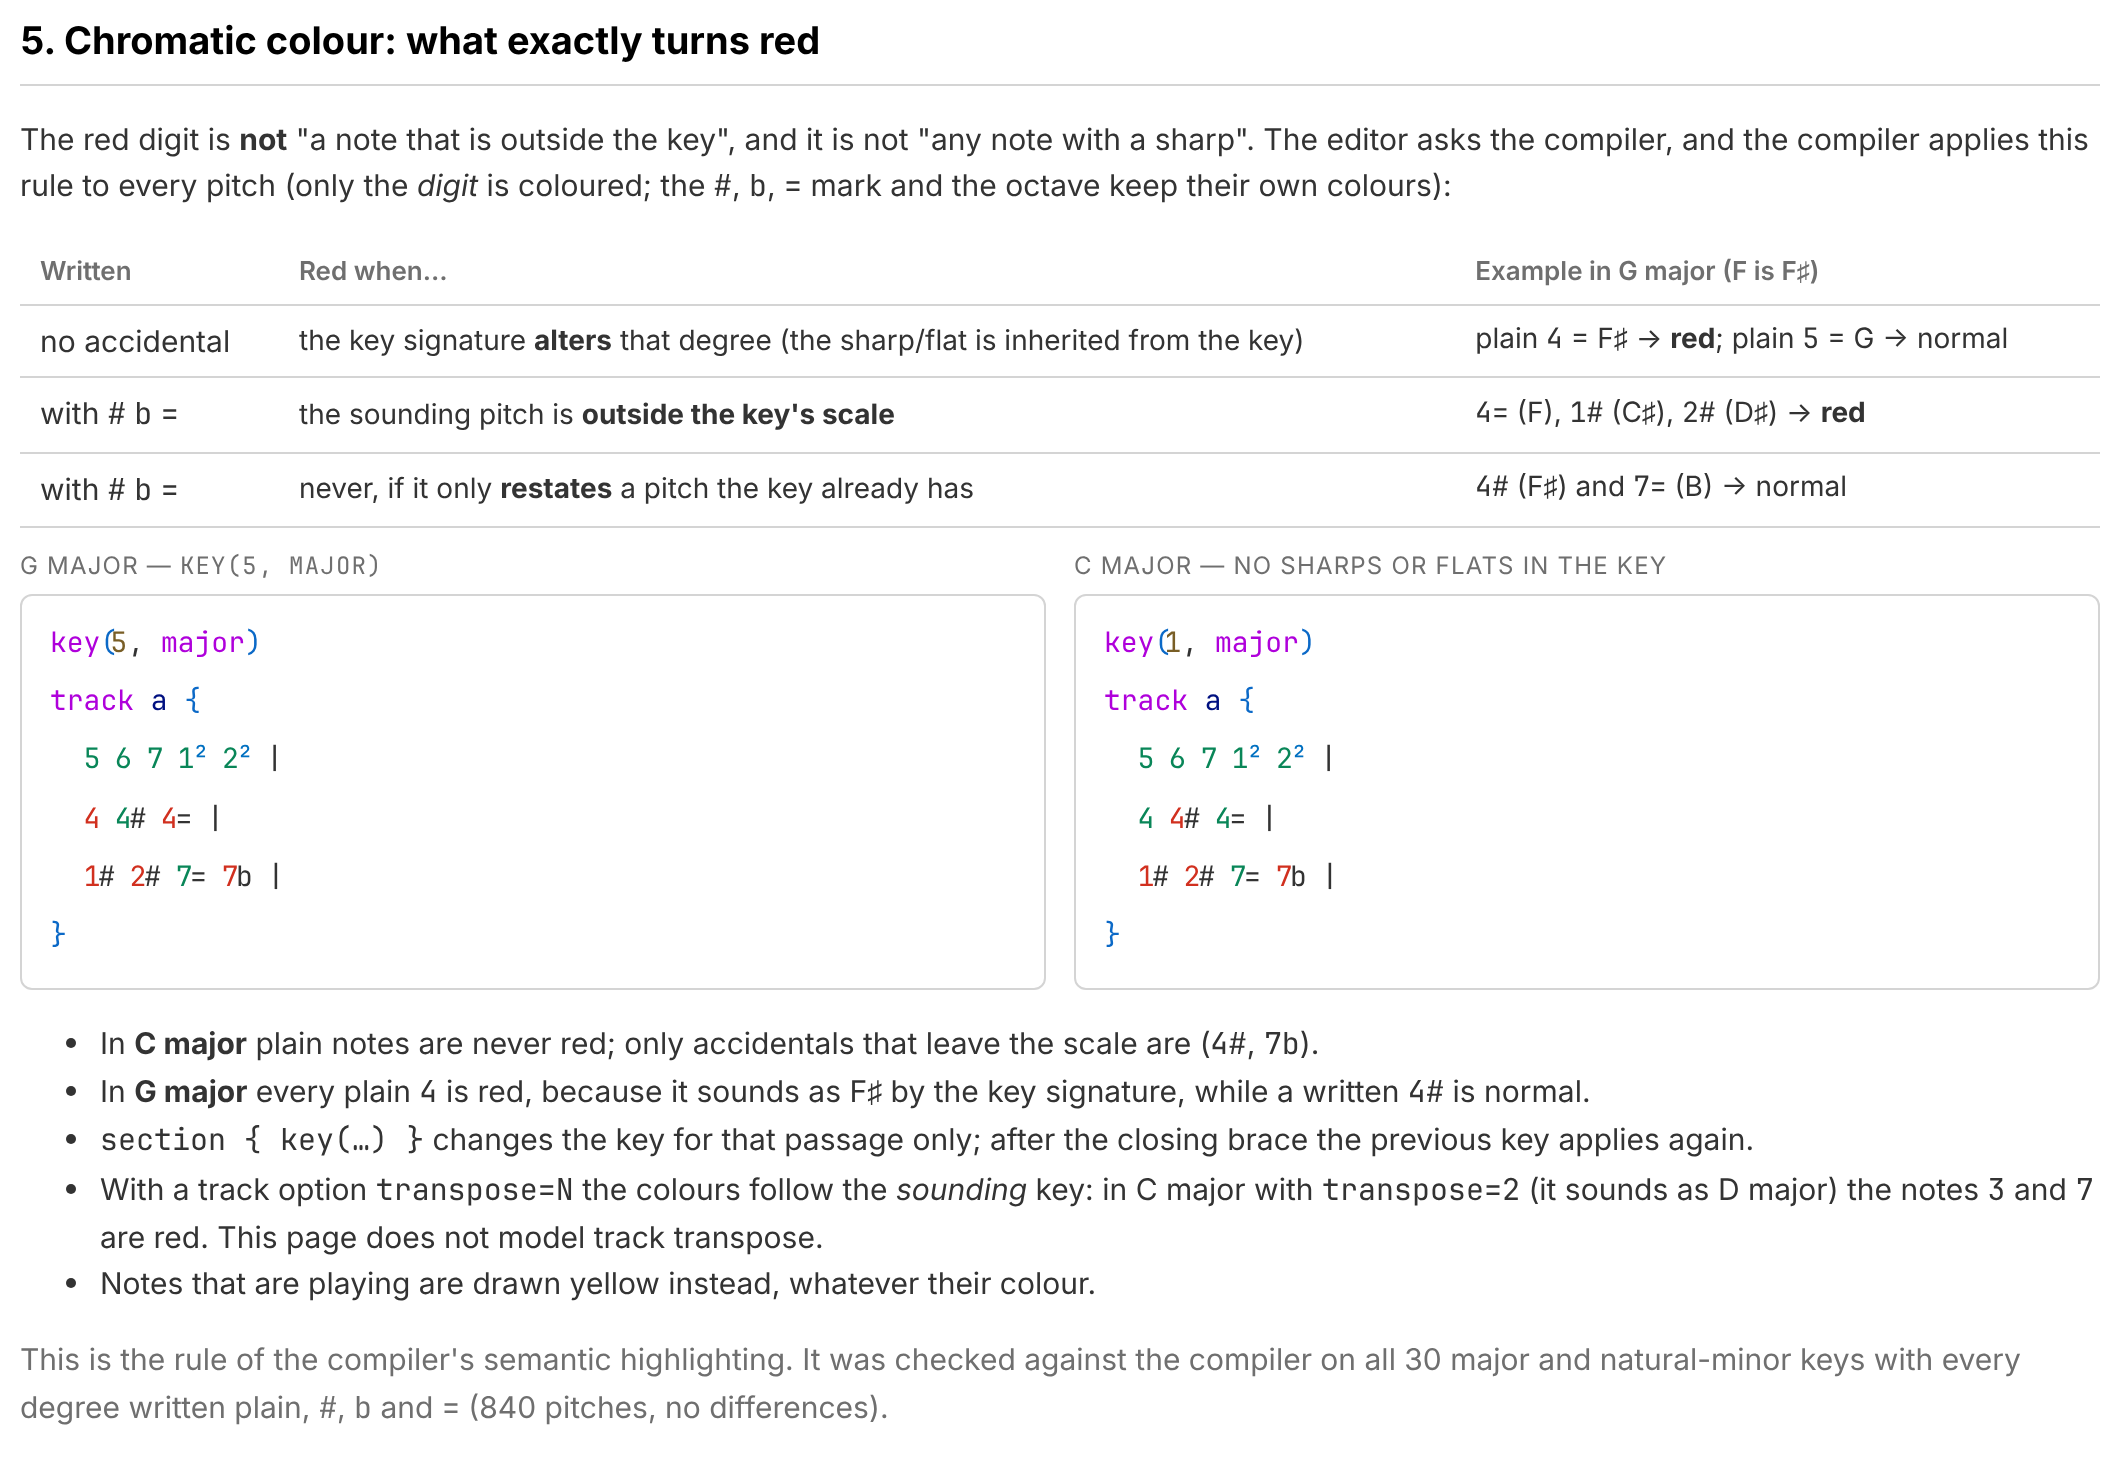 5. Chromatic colour: what exactly turns red
The red digit is not "a note that is outside the key", and it is not "any note with a sharp". The editor asks the compiler, and the compiler applies this
rule to every pitch (only the digit is coloured; the #, b, = mark and the octave keep their own colours):
Written Red when... Example in G major (F is F♯)
no accidental the key signature alters that degree (the sharp/flat is inherited from the key) plain 4 = F♯ → red; plain 5 = G → normal
with # b = the sounding pitch is outside the key's scale 4= (F), 1# (C♯), 2# (D♯) → red
with # b = never, if it only restates a pitch the key already has 4# (F♯) and 7= (B) → normal
G MAJOR — KEY(5, MAJOR)
key(5, major)
track a {
5 6 7 1² 2² |
4 4# 4= |
1# 2# 7= 7b |
}
C MAJOR — NO SHARPS OR FLATS IN THE KEY
key(1, major)
track a {
5 6 7 1² 2² |
4 4# 4= |
1# 2# 7= 7b |
}
• In C major plain notes are never red; only accidentals that leave the scale are (4#, 7b).
• In G major every plain 4 is red, because it sounds as F♯ by the key signature, while a written 4# is normal.
• section { key(…) } changes the key for that passage only; after the closing brace the previous key applies again.
• With a track option transpose=N the colours follow the sounding key: in C major with transpose=2 (it sounds as D major) the notes 3 and 7
are red. This page does not model track transpose.
• Notes that are playing are drawn yellow instead, whatever their colour.
This is the rule of the compiler's semantic highlighting. It was checked against the compiler on all 30 major and natural-minor keys with every
degree written plain, #, b and = (840 pitches, no differences).